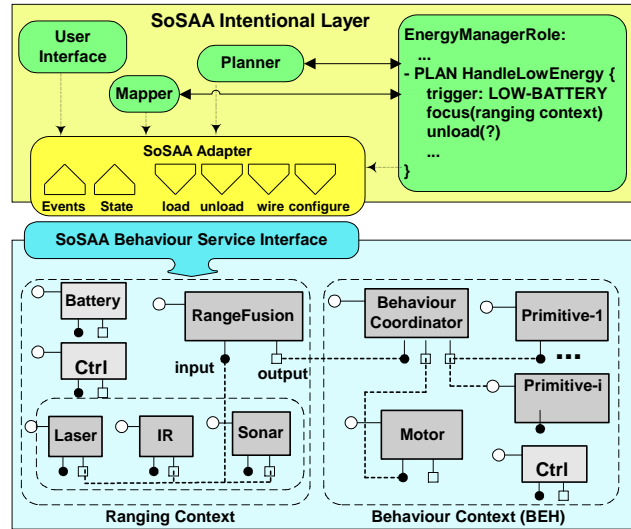 SoSAA Intentional Layer
User
Interface
Mapper
Planner
EnergyManagerRole:
...
- PLAN HandleLowEnergy {
trigger: LOW-BATTERY
focus(ranging context)
unload(?)
...
}
SoSAA Adapter
Events
State
load
unload
wire
configure
SoSAA Behaviour Service Interface
Battery
RangeFusion
Ctrl
input
output
Laser
IR
Sonar
Ranging Context
Behaviour
Coordinator
Primitive-1
...
Primitive-i
Motor
Ctrl
Behaviour Context (BEH)